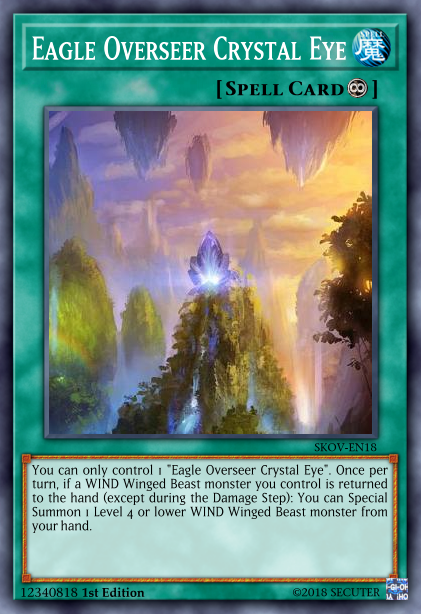 EAGLE OVERSEER CRYSTAL EYE 魔
[SPELL CARD ]
SKOV-EN18
You can only control 1 "Eagle Overseer Crystal Eye". Once per
turn, if a WIND Winged Beast monster you control is returned
to the hand (except during the Damage Step): You can Special
Summon 1 Level 4 or lower WIND Winged Beast monster from
your hand.
12340818 1st Edition ©2018 SECUTER